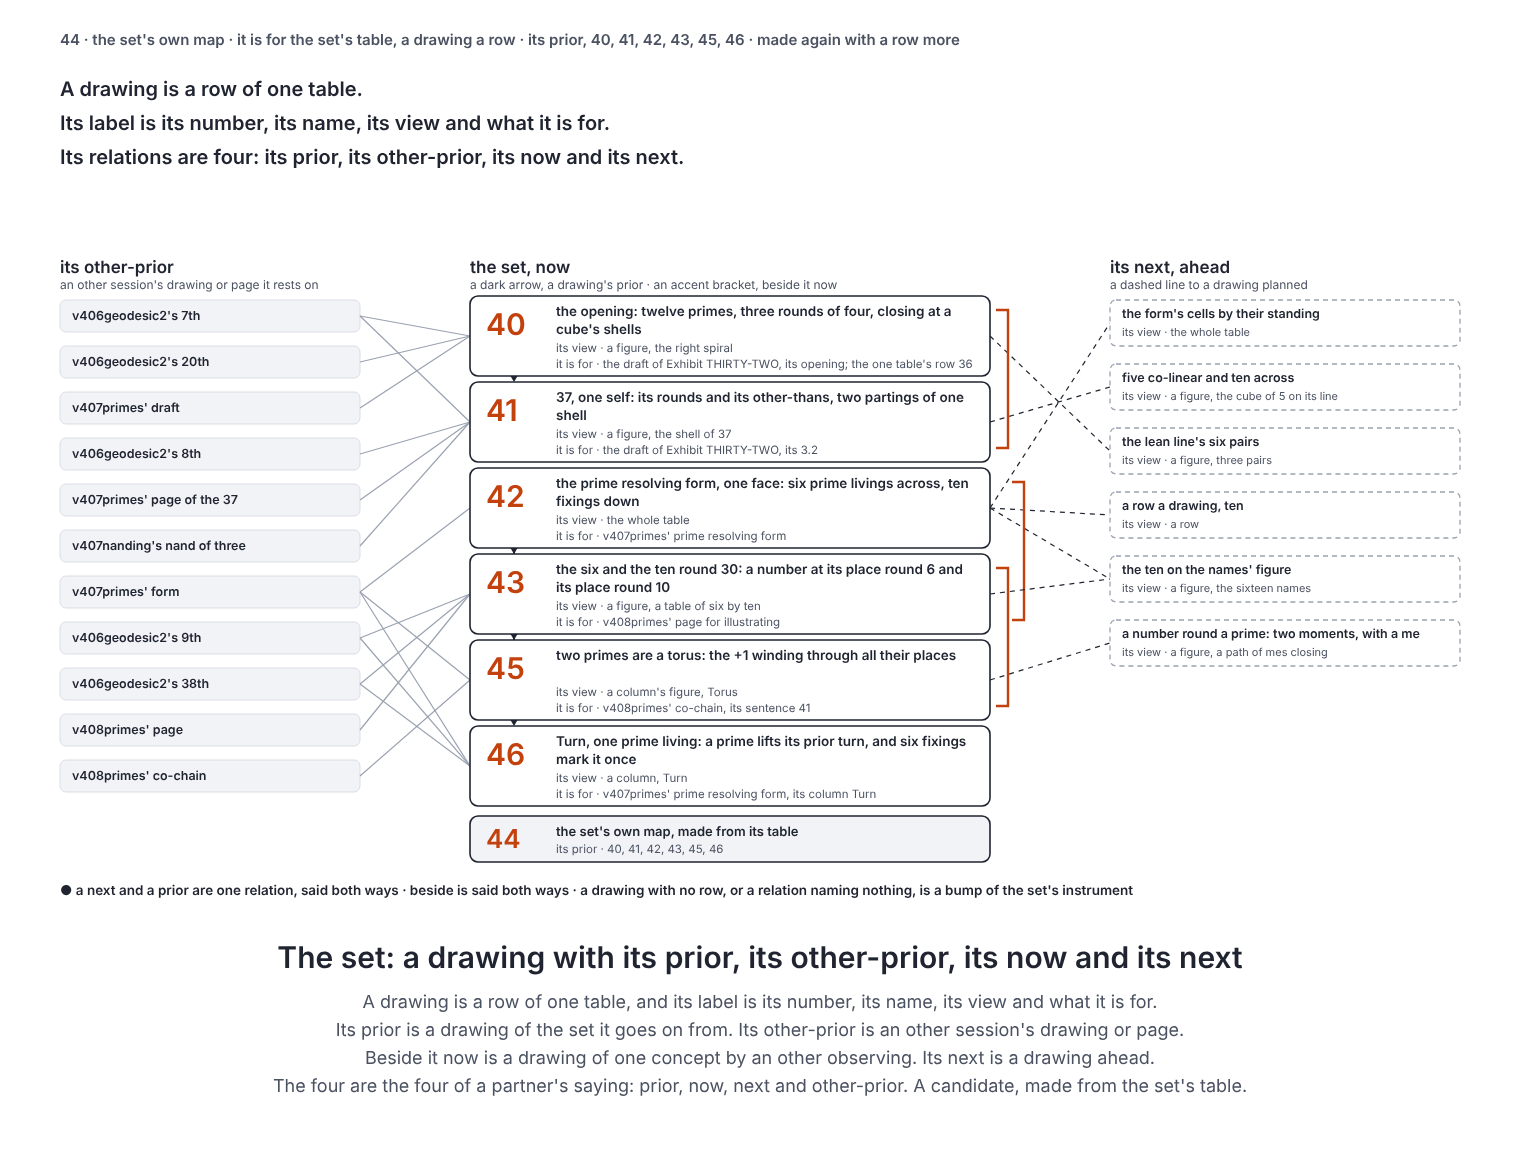 44 · the set's own map · it is for the set's table, a drawing a row · its prior, 40, 41, 42, 43, 45, 46 · made again with a row more
A drawing is a row of one table.
Its label is its number, its name, its view and what it is for.
Its relations are four: its prior, its other-prior, its now and its next.
its other-prior
an other session's drawing or page it rests on
v406geodesic2's 7th
v406geodesic2's 20th
v407primes' draft
v406geodesic2's 8th
v407primes' page of the 37
v407nanding's nand of three
v407primes' form
v406geodesic2's 9th
v406geodesic2's 38th
v408primes' page
v408primes' co-chain
the set, now
a dark arrow, a drawing's prior · an accent bracket, beside it now
40
the opening: twelve primes, three rounds of four, closing at a
cube's shells
its view · a figure, the right spiral
it is for · the draft of Exhibit THIRTY-TWO, its opening; the one table's row 36
41
37, one self: its rounds and its other-thans, two partings of one
shell
its view · a figure, the shell of 37
it is for · the draft of Exhibit THIRTY-TWO, its 3.2
42
the prime resolving form, one face: six prime livings across, ten
fixings down
its view · the whole table
it is for · v407primes' prime resolving form
43
the six and the ten round 30: a number at its place round 6 and
its place round 10
its view · a figure, a table of six by ten
it is for · v408primes' page for illustrating
45
two primes are a torus: the +1 winding through all their places
its view · a column's figure, Torus
it is for · v408primes' co-chain, its sentence 41
46
Turn, one prime living: a prime lifts its prior turn, and six fixings
mark it once
its view · a column, Turn
it is for · v407primes' prime resolving form, its column Turn
44
the set's own map, made from its table
its prior · 40, 41, 42, 43, 45, 46
its next, ahead
a dashed line to a drawing planned
the form's cells by their standing
its view · the whole table
five co-linear and ten across
its view · a figure, the cube of 5 on its line
the lean line's six pairs
its view · a figure, three pairs
a row a drawing, ten
its view · a row
the ten on the names' figure
its view · a figure, the sixteen names
a number round a prime: two moments, with a me
its view · a figure, a path of mes closing
● a next and a prior are one relation, said both ways · beside is said both ways · a drawing with no row, or a relation naming nothing, is a bump of the set's instrument
The set: a drawing with its prior, its other-prior, its now and its next
A drawing is a row of one table, and its label is its number, its name, its view and what it is for.
Its prior is a drawing of the set it goes on from. Its other-prior is an other session's drawing or page.
Beside it now is a drawing of one concept by an other observing. Its next is a drawing ahead.
The four are the four of a partner's saying: prior, now, next and other-prior. A candidate, made from the set's table.